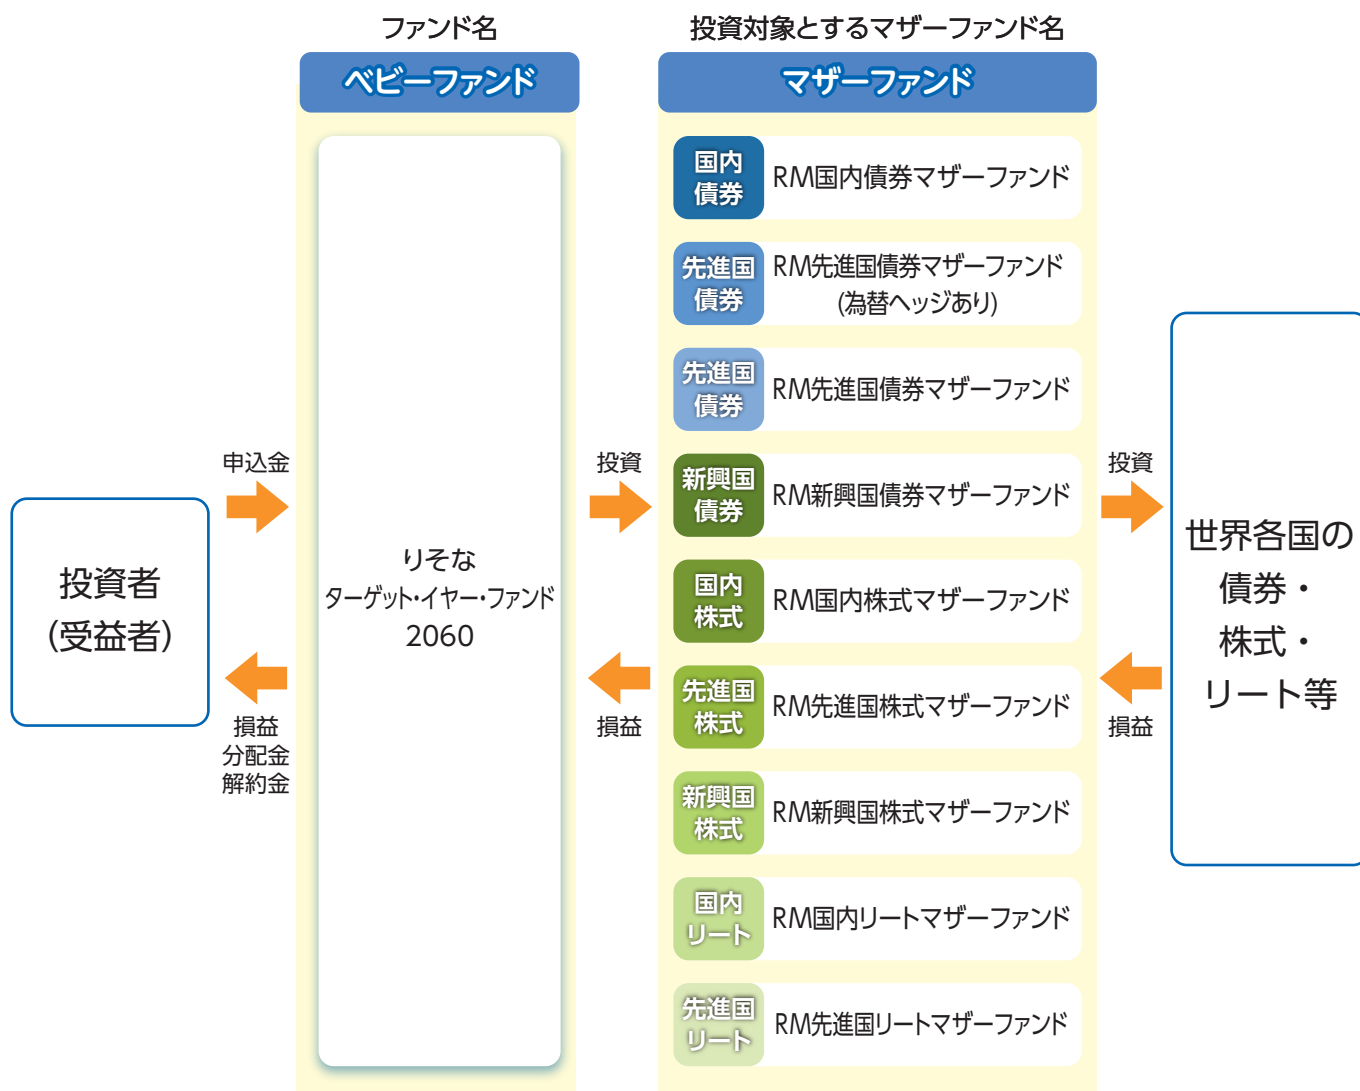 ファンド名
ベビーファンド
投資対象とするマザーファンド名
マザーファンド
投資者
(受益者)
申込金
損益
分配金
解約金
りそな
ターゲット・イヤー・ファンド
2060
投資
損益
国内
債券
RM国内債券マザーファンド
先進国
債券
RM先進国債券マザーファンド
(為替ヘッジあり)
先進国
債券
RM先進国債券マザーファンド
新興国
債券
RM新興国債券マザーファンド
国内
株式
RM国内株式マザーファンド
先進国
株式
RM先進国株式マザーファンド
新興国
株式
RM新興国株式マザーファンド
国内
リート
RM国内リートマザーファンド
先進国
リート
RM先進国リートマザーファンド
投資
損益
世界各国の
債券・
株式・
リート等